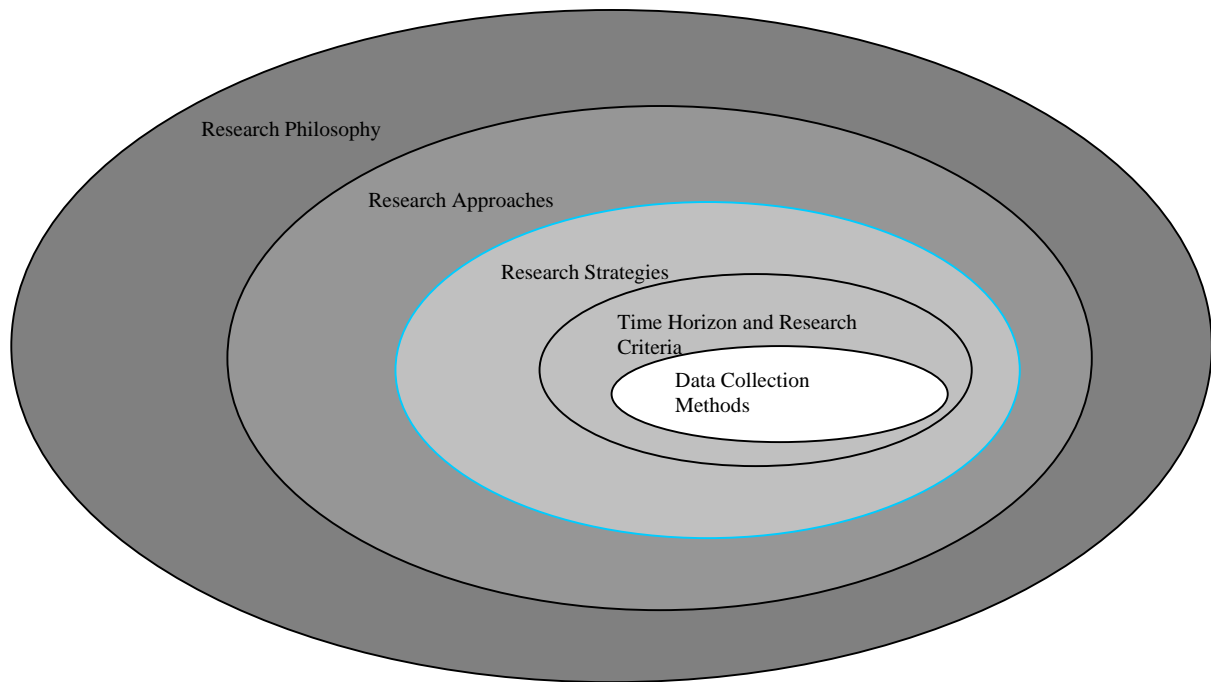 Research Philosophy
Research Approaches
Research Strategies
Time Horizon and Research
Criteria
Data Collection
Methods